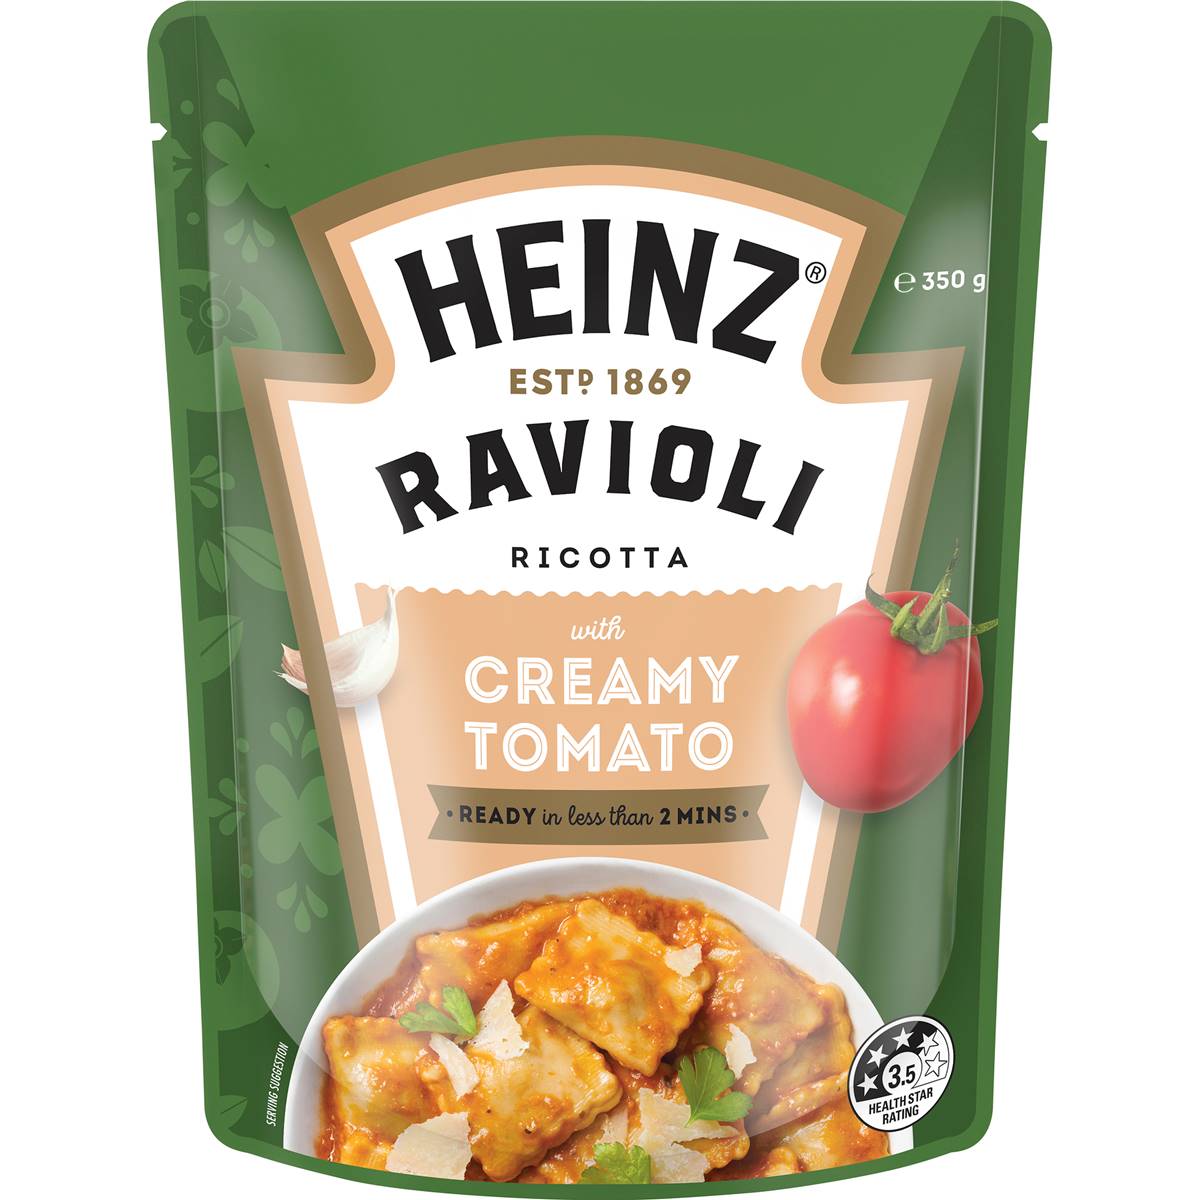 HEINZ®
℮ 350 g
ESTD 1869
RAVIOLI
RICOTTA
with
CREAMY
TOMATO
• READY in less than 2 MINS •
SERVING SUGGESTION
3.5
HEALTH STAR
RATING